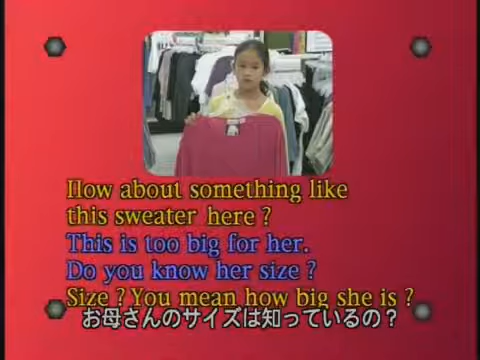 How about something like
this sweater here?
This is too big for her.
Do you know her size?
Size? You mean how big she is?
お母さんのサイズは知っているの？